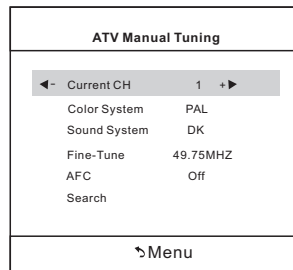 ATV Manual Tuning
◀- Current CH 1 +▶
Color System PAL
Sound System DK
Fine-Tune 49.75MHZ
AFC Off
Search
Menu